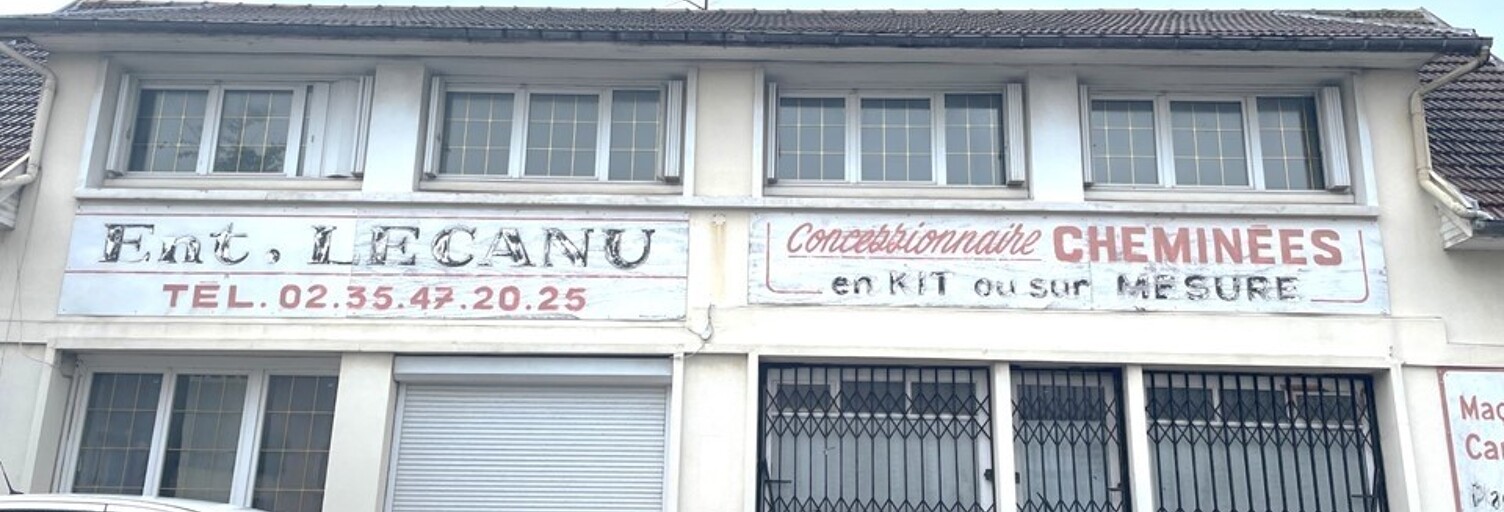 Ent. LECANU
TEL. 02.35.47.20.25
Concessionnaire CHEMINÉES
en KIT ou sur MESURE